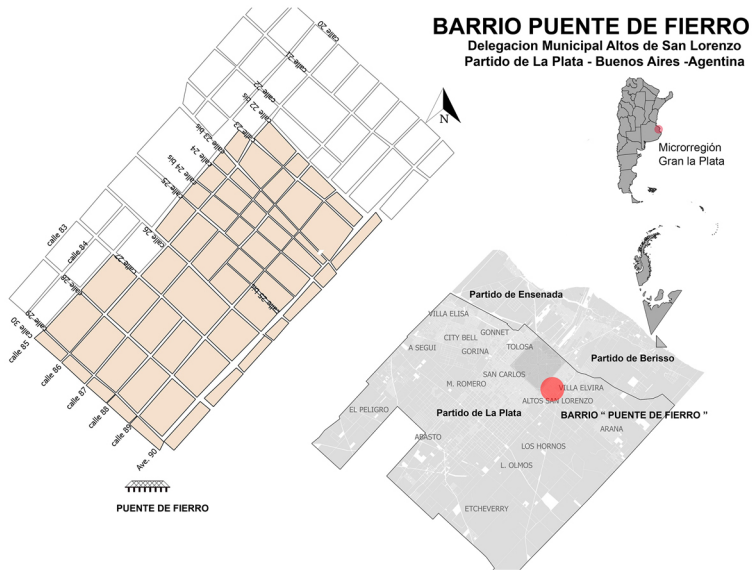 BARRIO PUENTE DE FIERRO
Delegacion Municipal Altos de San Lorenzo
Partido de La Plata - Buenos Aires -Agentina
Microrregión
Gran la Plata
N
calle 20
calle 21
calle 22
calle 22 bis
calle 23
calle 23 bis
calle 24
calle 24 bis
calle 25
calle 25 bis
calle 26
calle 27
calle 28
calle 29
calle 30
calle 83
calle 84
calle 85
calle 86
calle 87
calle 88
calle 89
Ave. 90
PUENTE DE FIERRO
Partido de Ensenada
VILLA ELISA
GONNET
CITY BELL
TOLOSA
A SEGUI
GORINA
Partido de Berisso
SAN CARLOS
M. ROMERO
VILLA ELVIRA
ALTOS SAN LORENZO
EL PELIGRO
Partido de La Plata
BARRIO “ PUENTE DE FIERRO ”
ARANA
ABASTO
LOS HORNOS
L. OLMOS
ETCHEVERRY